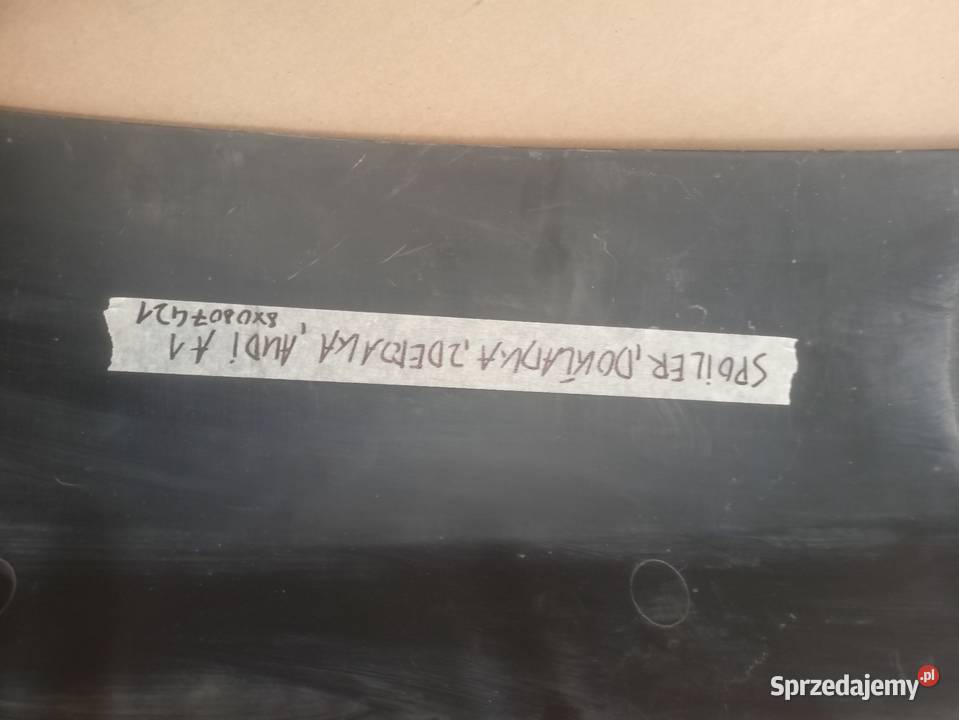 SPOILER, DOKŁADKA, ZDERZAKA, AUDI A1
8X0807421
Sprzedajemy.pl